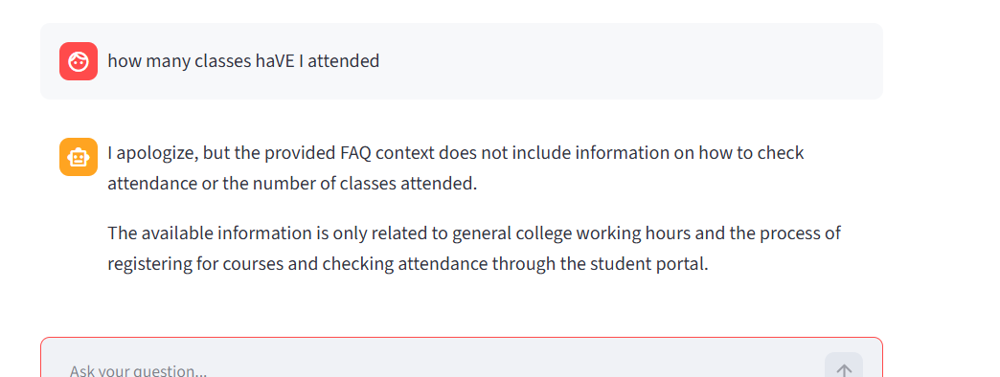 how many classes haVE I attended
I apologize, but the provided FAQ context does not include information on how to check
attendance or the number of classes attended.
The available information is only related to general college working hours and the process of
registering for courses and checking attendance through the student portal.
Ask your question...